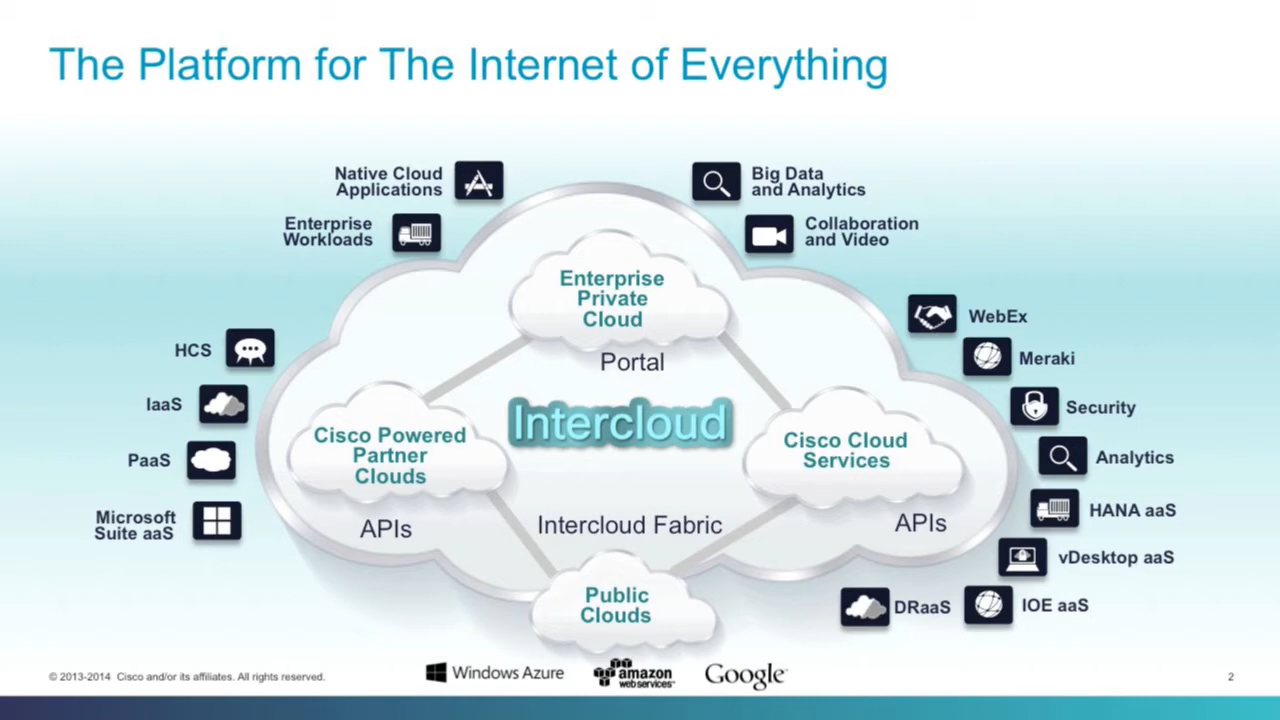 The Platform for The Internet of Everything
Native Cloud
Applications
Big Data
and Analytics
Enterprise
Workloads
Collaboration
and Video
Enterprise
Private
Cloud
Portal
WebEx
HCS
Meraki
IaaS
Security
Intercloud
Cisco Powered
Partner
Clouds
Cisco Cloud
Services
PaaS
Analytics
Microsoft
Suite aaS
APIs
Intercloud Fabric
APIs
HANA aaS
vDesktop aaS
Public
Clouds
DRaaS
IOE aaS
© 2013-2014 Cisco and/or its affiliates. All rights reserved.
Windows Azure
amazon
web services™
Google™
2